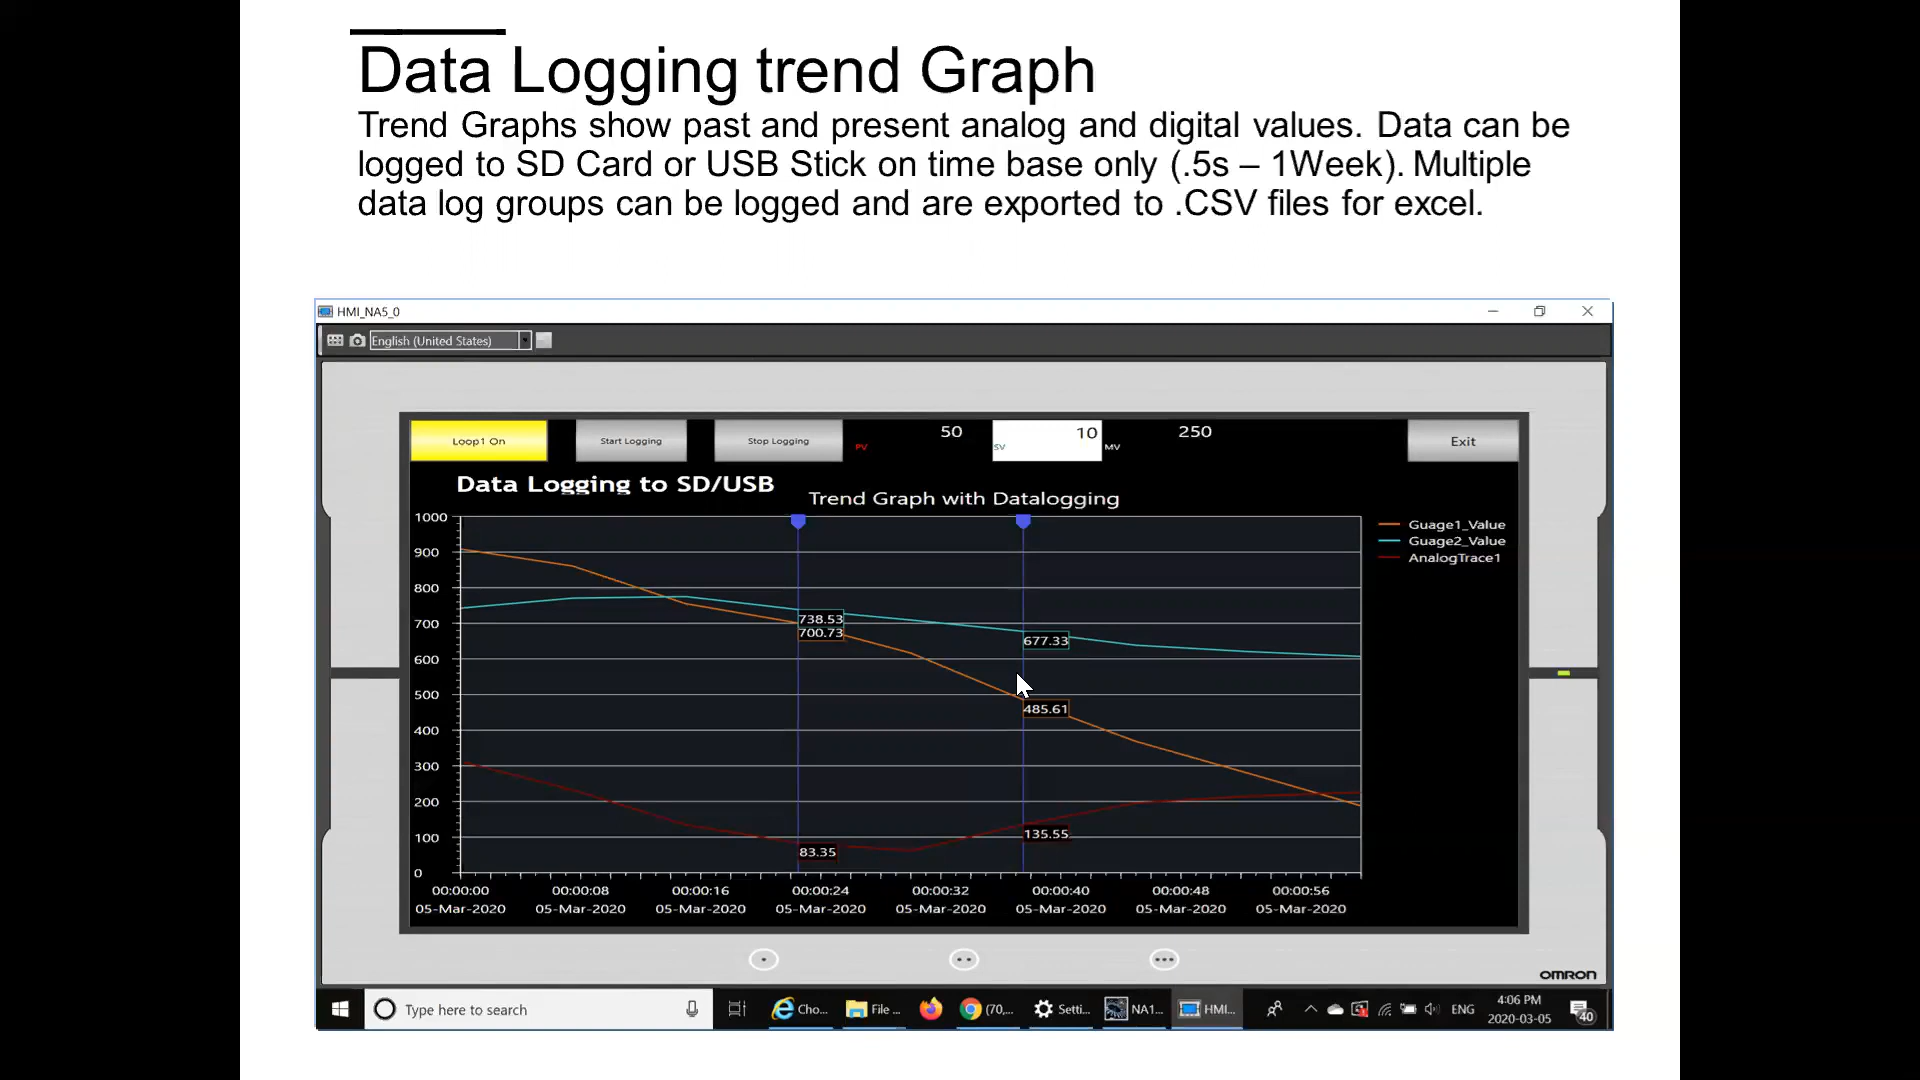 Data Logging trend Graph
Trend Graphs show past and present analog and digital values. Data can be
logged to SD Card or USB Stick on time base only (.5s – 1Week). Multiple
data log groups can be logged and are exported to .CSV files for excel.
HMI_NA5_0
English (United States)
Loop1 On
Start Logging
Stop Logging
PV
50
SV
10
MV
250
Exit
Data Logging to SD/USB
Trend Graph with Datalogging
1000
900
800
700
600
500
400
300
200
100
0
738.53
700.73
677.33
485.61
135.55
83.35
Guage1_Value
Guage2_Value
AnalogTrace1
00:00:00 00:00:08 00:00:16 00:00:24 00:00:32 00:00:40 00:00:48 00:00:56
05-Mar-2020 05-Mar-2020 05-Mar-2020 05-Mar-2020 05-Mar-2020 05-Mar-2020 05-Mar-2020 05-Mar-2020
OMRON
Type here to search
Cho...
File ...
(70,...
Setti...
NA1...
HMI...
ENG
4:06 PM
2020-03-05
40